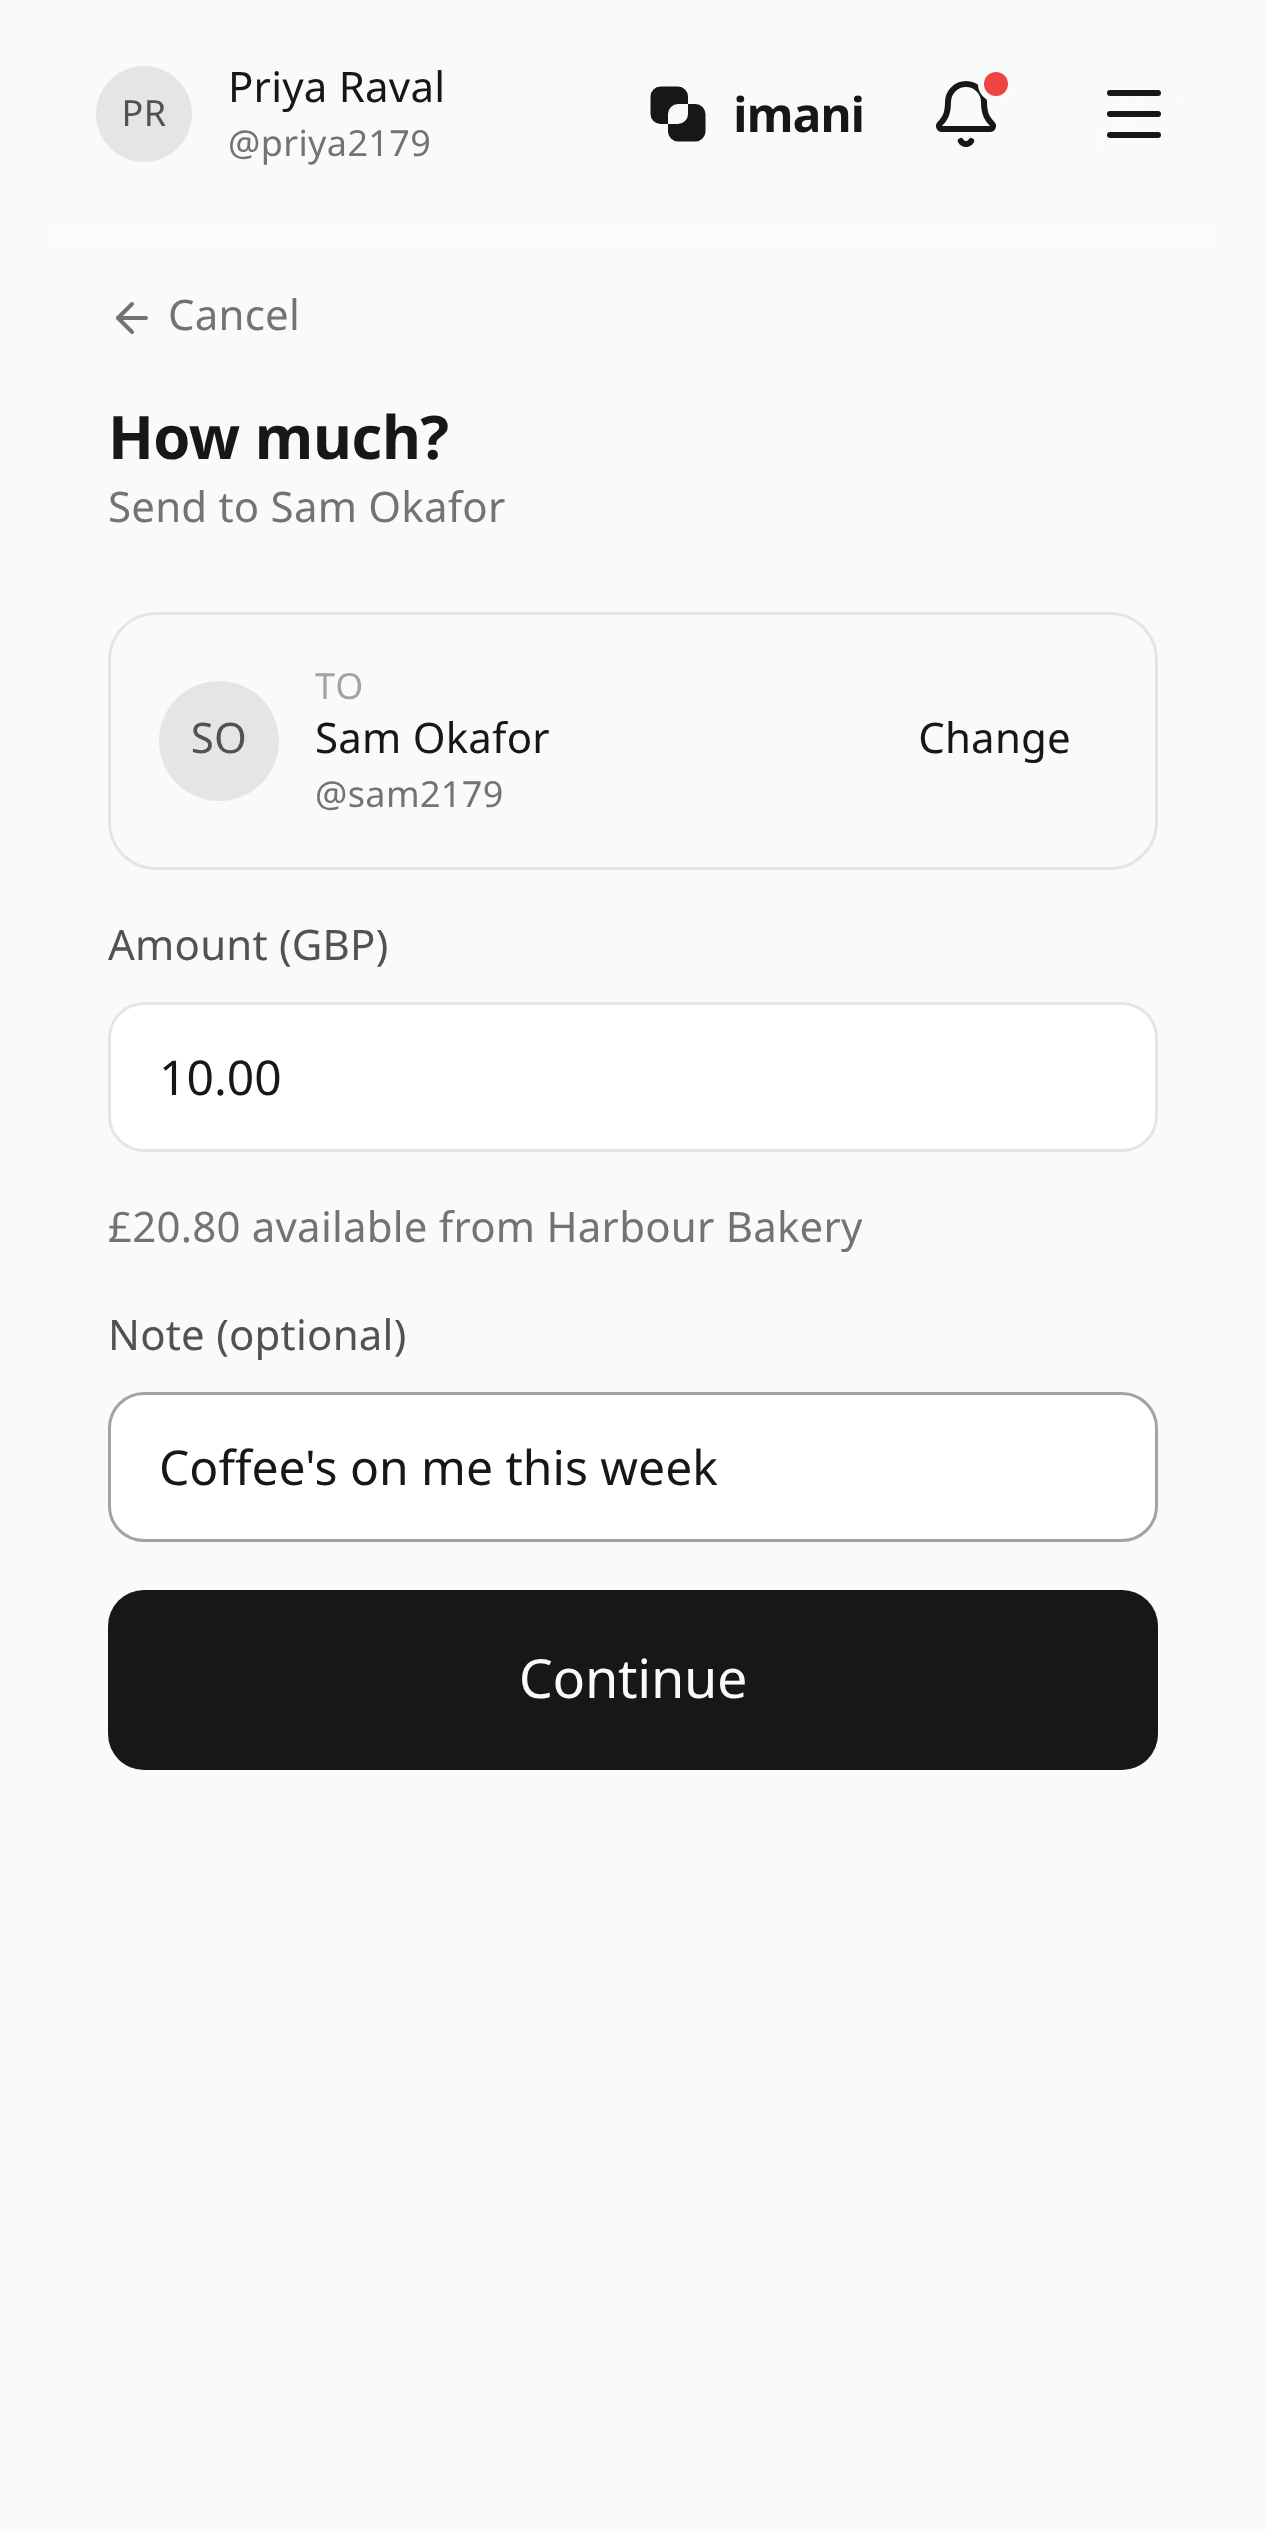 PR
Priya Raval
@priya2179
imani
Cancel
How much?
Send to Sam Okafor
SO
TO
Sam Okafor
@sam2179
Change
Amount (GBP)
10.00
£20.80 available from Harbour Bakery
Note (optional)
Coffee's on me this week
Continue